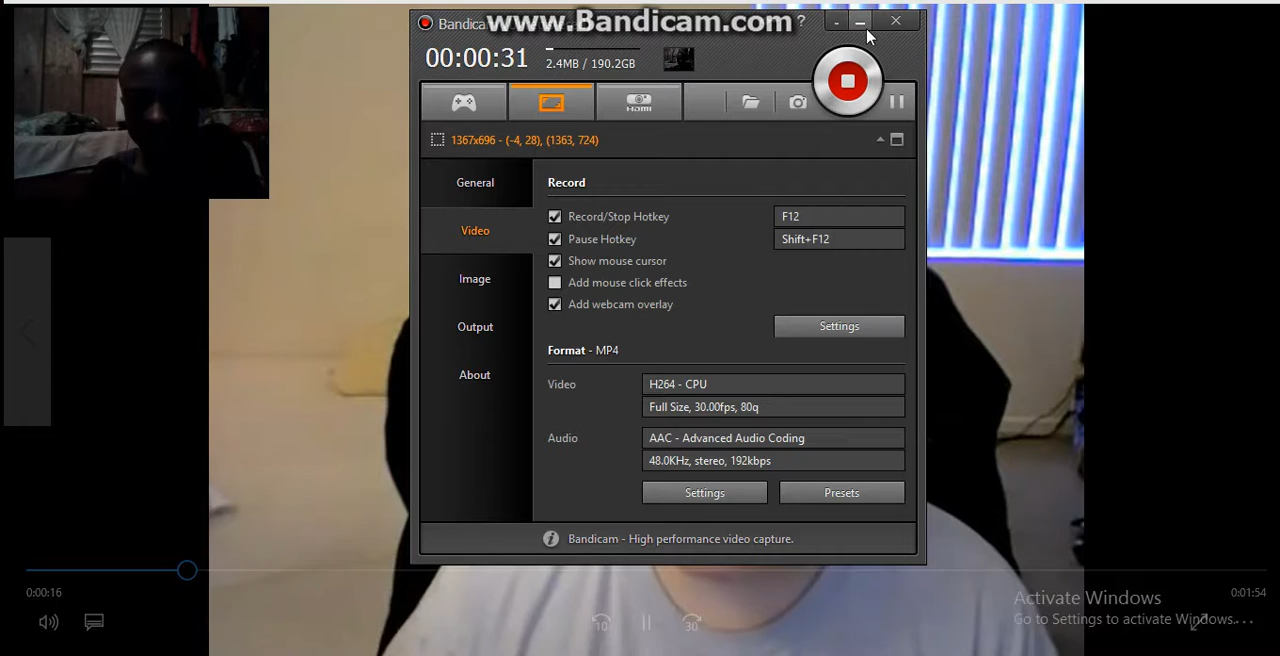 www.Bandicam.com
Bandica
?
00:00:31
2.4MB / 190.2GB
HDMI
1367x696 - (-4, 28), (1363, 724)
General
Video
Image
Output
About
Record
Record/Stop Hotkey
F12
Pause Hotkey
Shift+F12
Show mouse cursor
Add mouse click effects
Add webcam overlay
Settings
Format - MP4
Video
H264 - CPU
Full Size, 30.00fps, 80q
Audio
AAC - Advanced Audio Coding
48.0KHz, stereo, 192kbps
Settings
Presets
Bandicam - High performance video capture.
0:00:16
0:01:54
10
30
Activate Windows
Go to Settings to activate Windows.